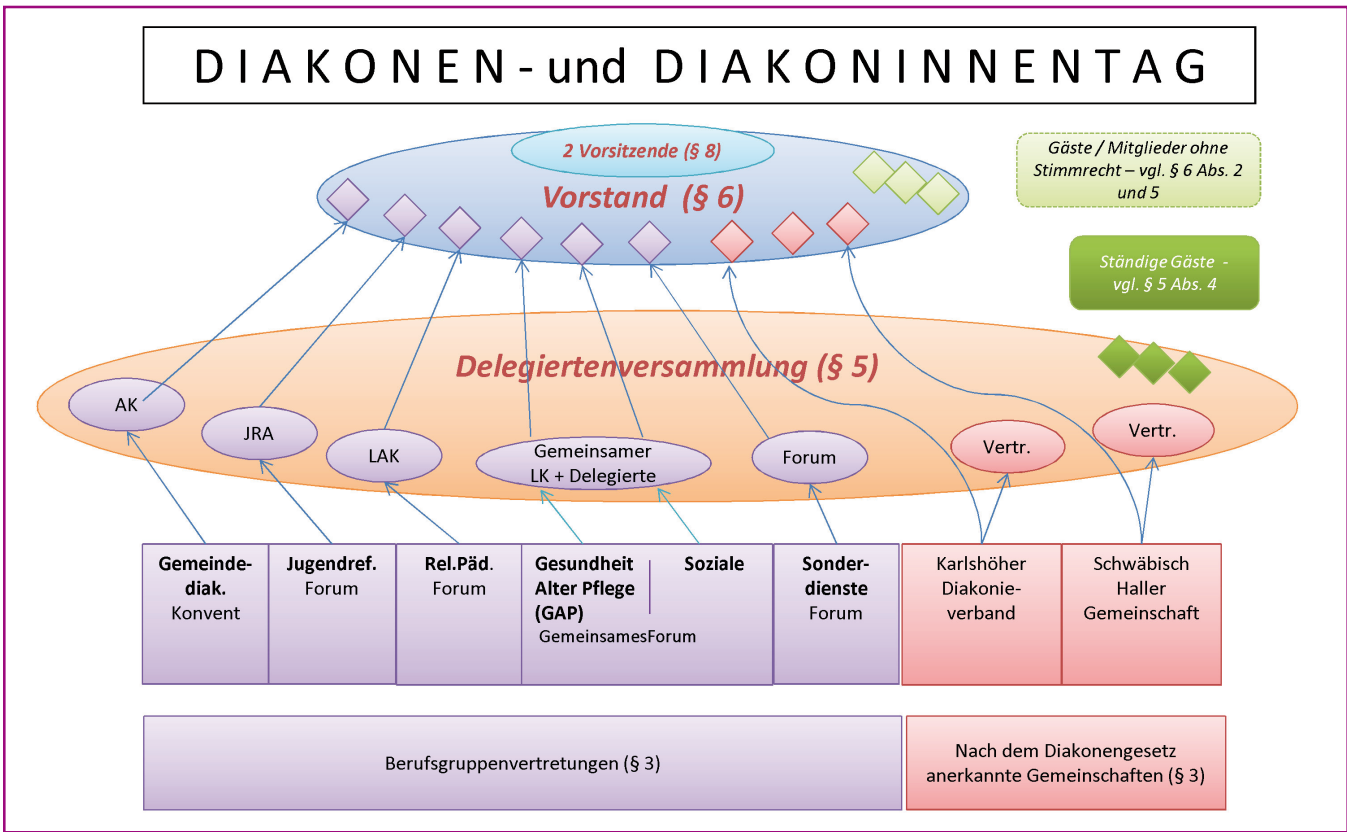 DIAKONEN- und DIAKONINNENTAG
2 Vorsitzende (§ 8)
Vorstand (§ 6)
Gäste / Mitglieder ohne
Stimmrecht – vgl. § 6 Abs. 2
und 5
Ständige Gäste -
vgl. § 5 Abs. 4
Delegiertenversammlung (§ 5)
AK
JRA
LAK
Gemeinsamer
LK + Delegierte
Forum
Vertr.
Vertr.
Gemeinde-
diak.
Konvent
Jugendref.
Forum
Rel.Päd.
Forum
Gesundheit
Alter Pflege
(GAP)
Soziale
GemeinsamesForum
Sonder-
dienste
Forum
Karlshöher
Diakonie-
verband
Schwäbisch
Haller
Gemeinschaft
Berufsgruppenvertretungen (§ 3)
Nach dem Diakonengesetz
anerkannte Gemeinschaften (§ 3)